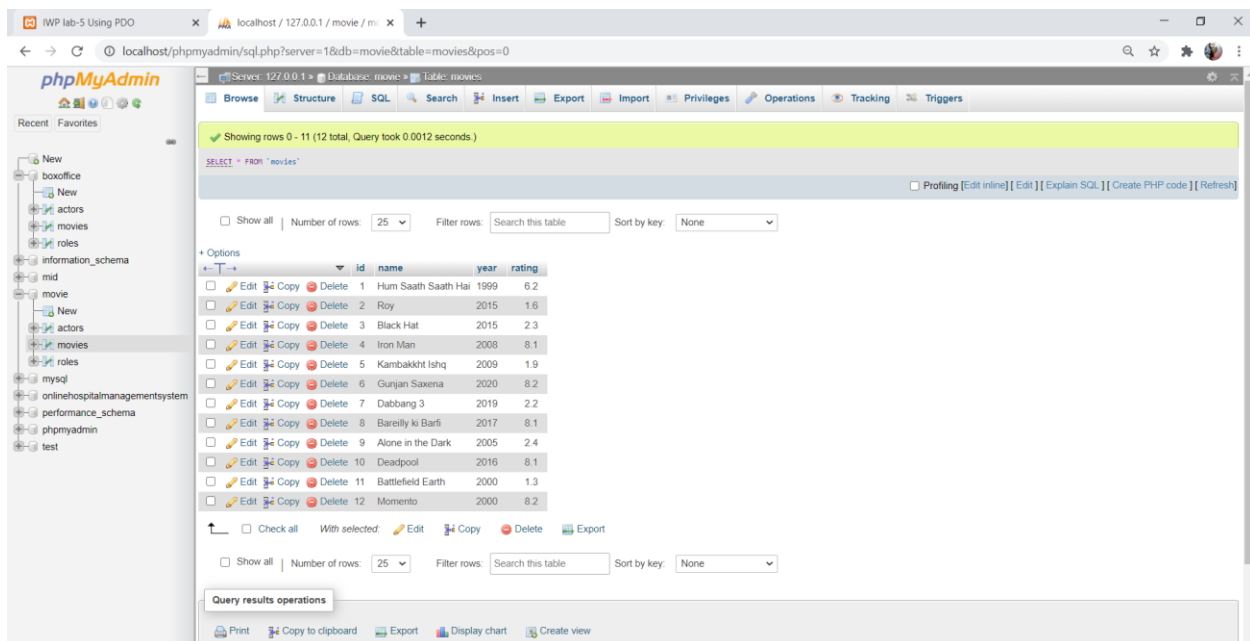 IWP lab-5 Using PDO
localhost / 127.0.0.1 / movie / m
localhost/phpmyadmin/sql.php?server=1&db=movie&table=movies&pos=0
phpMyAdmin
Recent Favorites
New
boxoffice
New
actors
movies
roles
information_schema
mid
movie
New
actors
movies
roles
mysql
onlinehospitalmanagementsystem
performance_schema
phpmyadmin
test
Server: 127.0.0.1 » Database: movie » Table: movies
Browse Structure SQL Search Insert Export Import Privileges Operations Tracking Triggers
Showing rows 0 - 11 (12 total, Query took 0.0012 seconds.)
SELECT * FROM `movies`
Profiling [Edit inline] [ Edit ] [ Explain SQL ] [ Create PHP code ] [ Refresh]
Show all | Number of rows: 25 Filter rows: Search this table Sort by key: None
+ Options
←T→ id name year rating
Edit Copy Delete 1 Hum Saath Saath Hai 1999 6.2
Edit Copy Delete 2 Roy 2015 1.6
Edit Copy Delete 3 Black Hat 2015 2.3
Edit Copy Delete 4 Iron Man 2008 8.1
Edit Copy Delete 5 Kambakkht Ishq 2009 1.9
Edit Copy Delete 6 Gunjan Saxena 2020 8.2
Edit Copy Delete 7 Dabbang 3 2019 2.2
Edit Copy Delete 8 Bareilly ki Barfi 2017 8.1
Edit Copy Delete 9 Alone in the Dark 2005 2.4
Edit Copy Delete 10 Deadpool 2016 8.1
Edit Copy Delete 11 Battlefield Earth 2000 1.3
Edit Copy Delete 12 Momento 2000 8.2
Check all With selected: Edit Copy Delete Export
Show all | Number of rows: 25 Filter rows: Search this table Sort by key: None
Query results operations
Print Copy to clipboard Export Display chart Create view